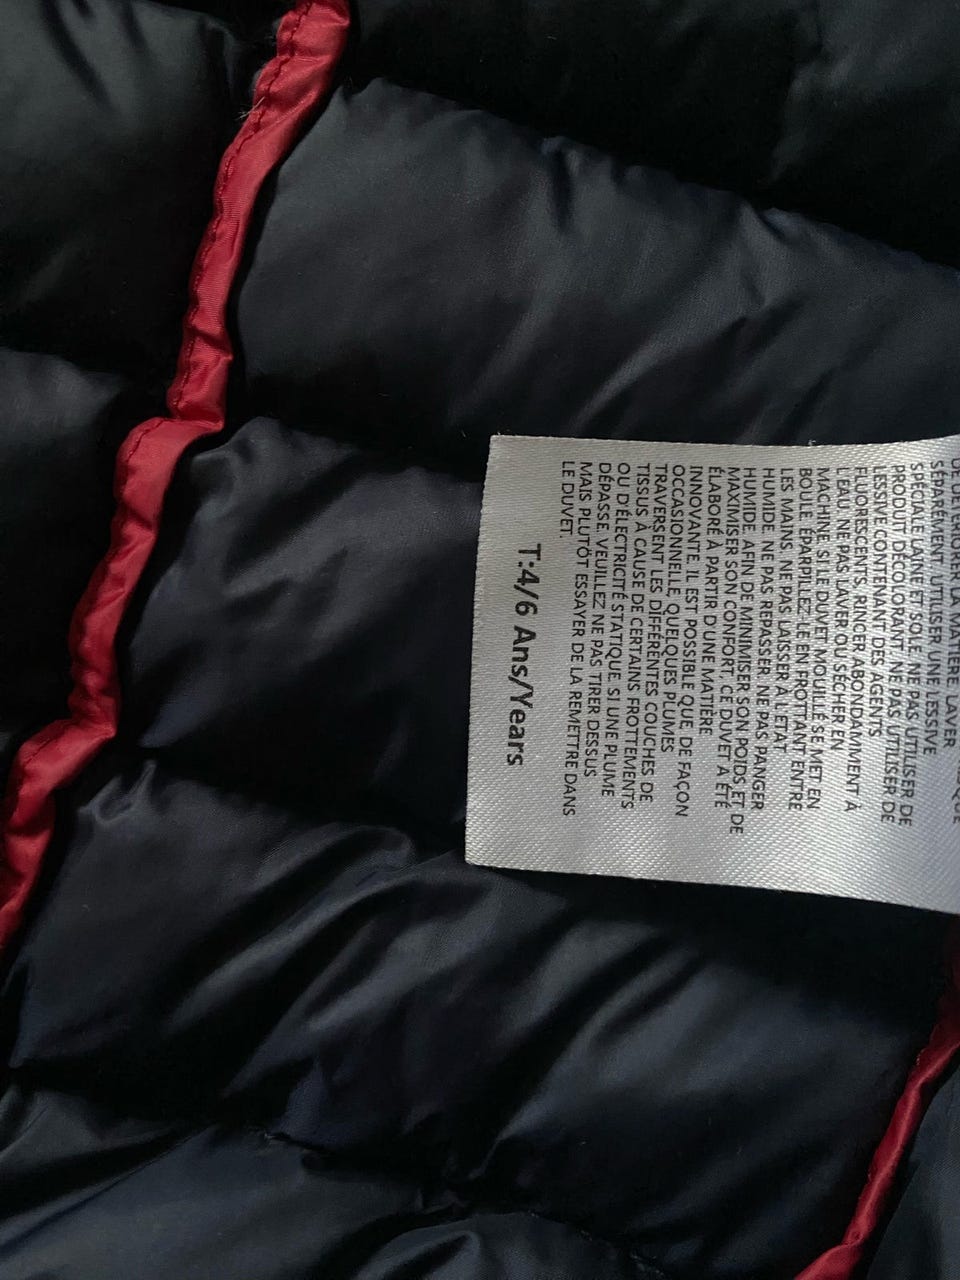 DE DÉTÉRIORER LA MATIÈRE. LAVER
SÉPARÉMENT. UTILISER UNE LESSIVE
SPÉCIALE LAINE ET SOIE. NE PAS UTILISER DE
PRODUIT DÉCOLORANT. NE PAS UTILISER DE
LESSIVE CONTENANT DES AGENTS
FLUORESCENTS. RINCER ABONDAMMENT À
L'EAU. NE PAS LAVER OU SÉCHER EN
MACHINE. SI LE DUVET MOUILLÉ SE MET EN
BOULE, ÉPARPILLEZ-LE EN FROTTANT ENTRE
LES MAINS. NE PAS LAISSER À L'ÉTAT
HUMIDE. NE PAS REPASSER. NE PAS PANGER
HUMIDE. AFIN DE MINIMISER SON POIDS ET DE
MAXIMISER SON CONFORT, CE DUVET A ÉTÉ
ÉLABORÉ À PARTIR D'UNE MATIÈRE
INNOVANTE. IL EST POSSIBLE QUE, DE FAÇON
OCCASIONNELLE, QUELQUES PLUMES
TRAVERSENT LES DIFFÉRENTES COUCHES DE
TISSUS À CAUSE DE CERTAINS FROTTEMENTS
OU D'ÉLECTRICITÉ STATIQUE. SI UNE PLUME
DÉPASSE, VEUILLEZ NE PAS TIRER DESSUS
MAIS PLUTÔT ESSAYER DE LA REMETTRE DANS
LE DUVET.
T:4/6 Ans/Years